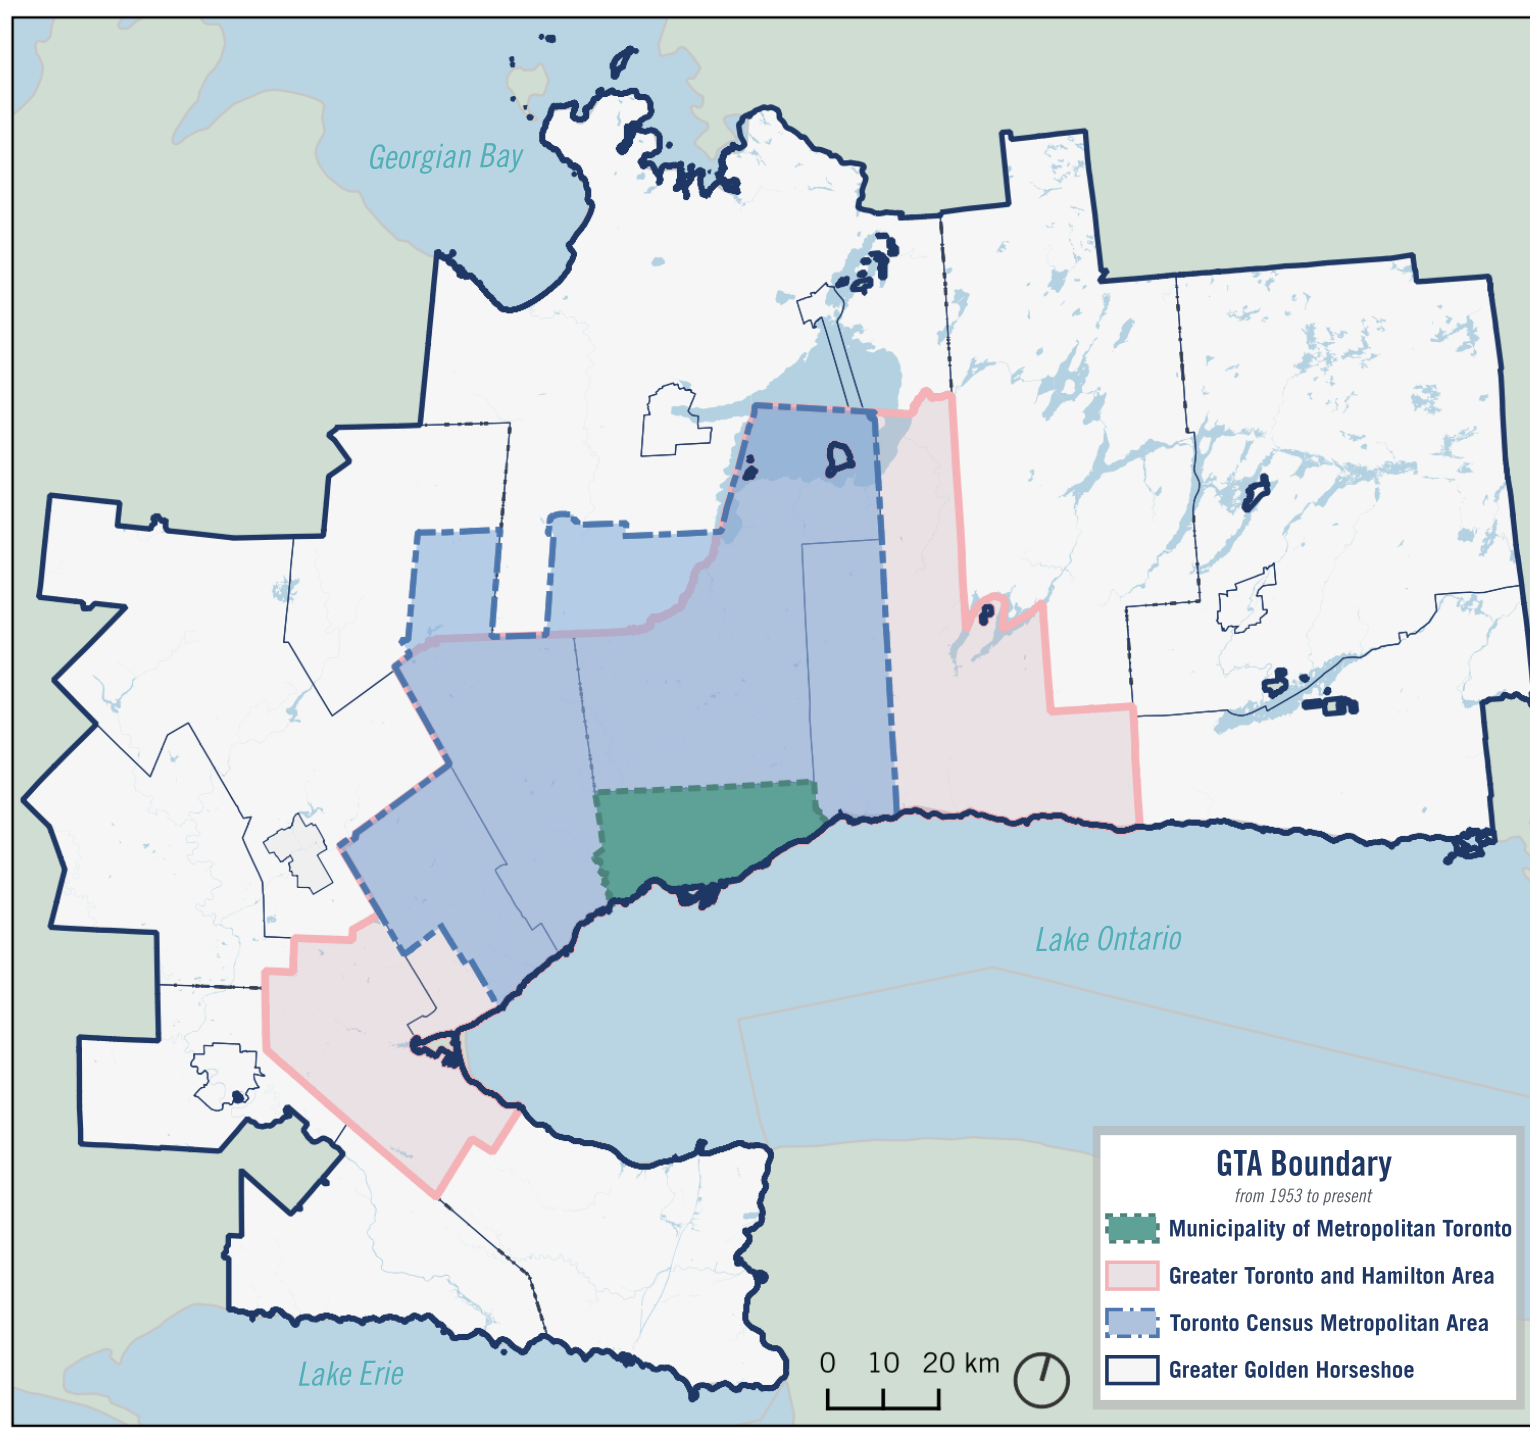 Georgian Bay
Lake Ontario
Lake Erie
0 10 20 km
GTA Boundary
from 1953 to present
Municipality of Metropolitan Toronto
Greater Toronto and Hamilton Area
Toronto Census Metropolitan Area
Greater Golden Horseshoe